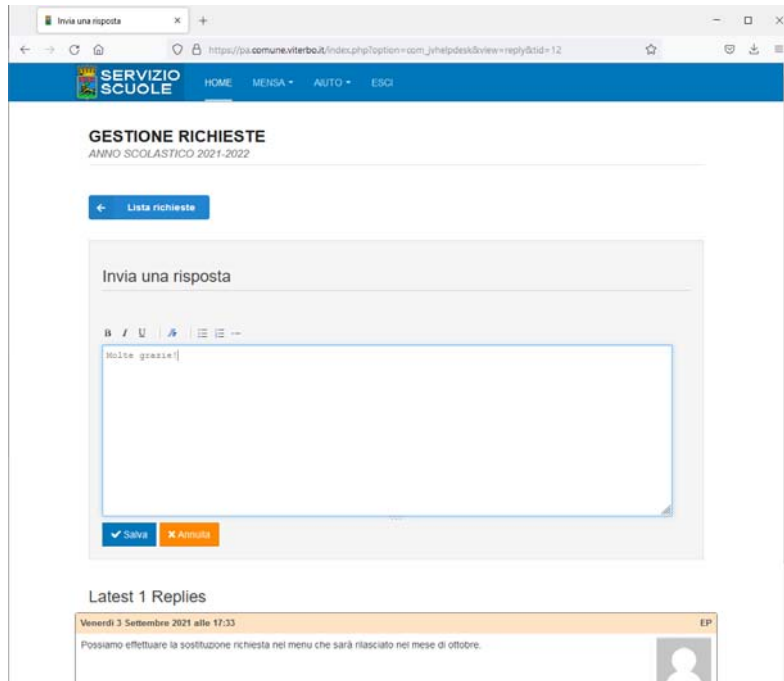 Invia una risposta
https://pa.comune.viterbo.it/index.php?option=com_jvhelpdesk&view=reply&tid=12
SERVIZIO
SCUOLE
HOME MENSA AIUTO ESCI
GESTIONE RICHIESTE
ANNO SCOLASTICO 2021-2022
Lista richieste
Invia una risposta
B I U
Molte grazie!
Salva Annulla
Latest 1 Replies
Venerdì 3 Settembre 2021 alle 17:33 EP
Possiamo effettuare la sostituzione richiesta nel menu che sarà rilasciato nel mese di ottobre.